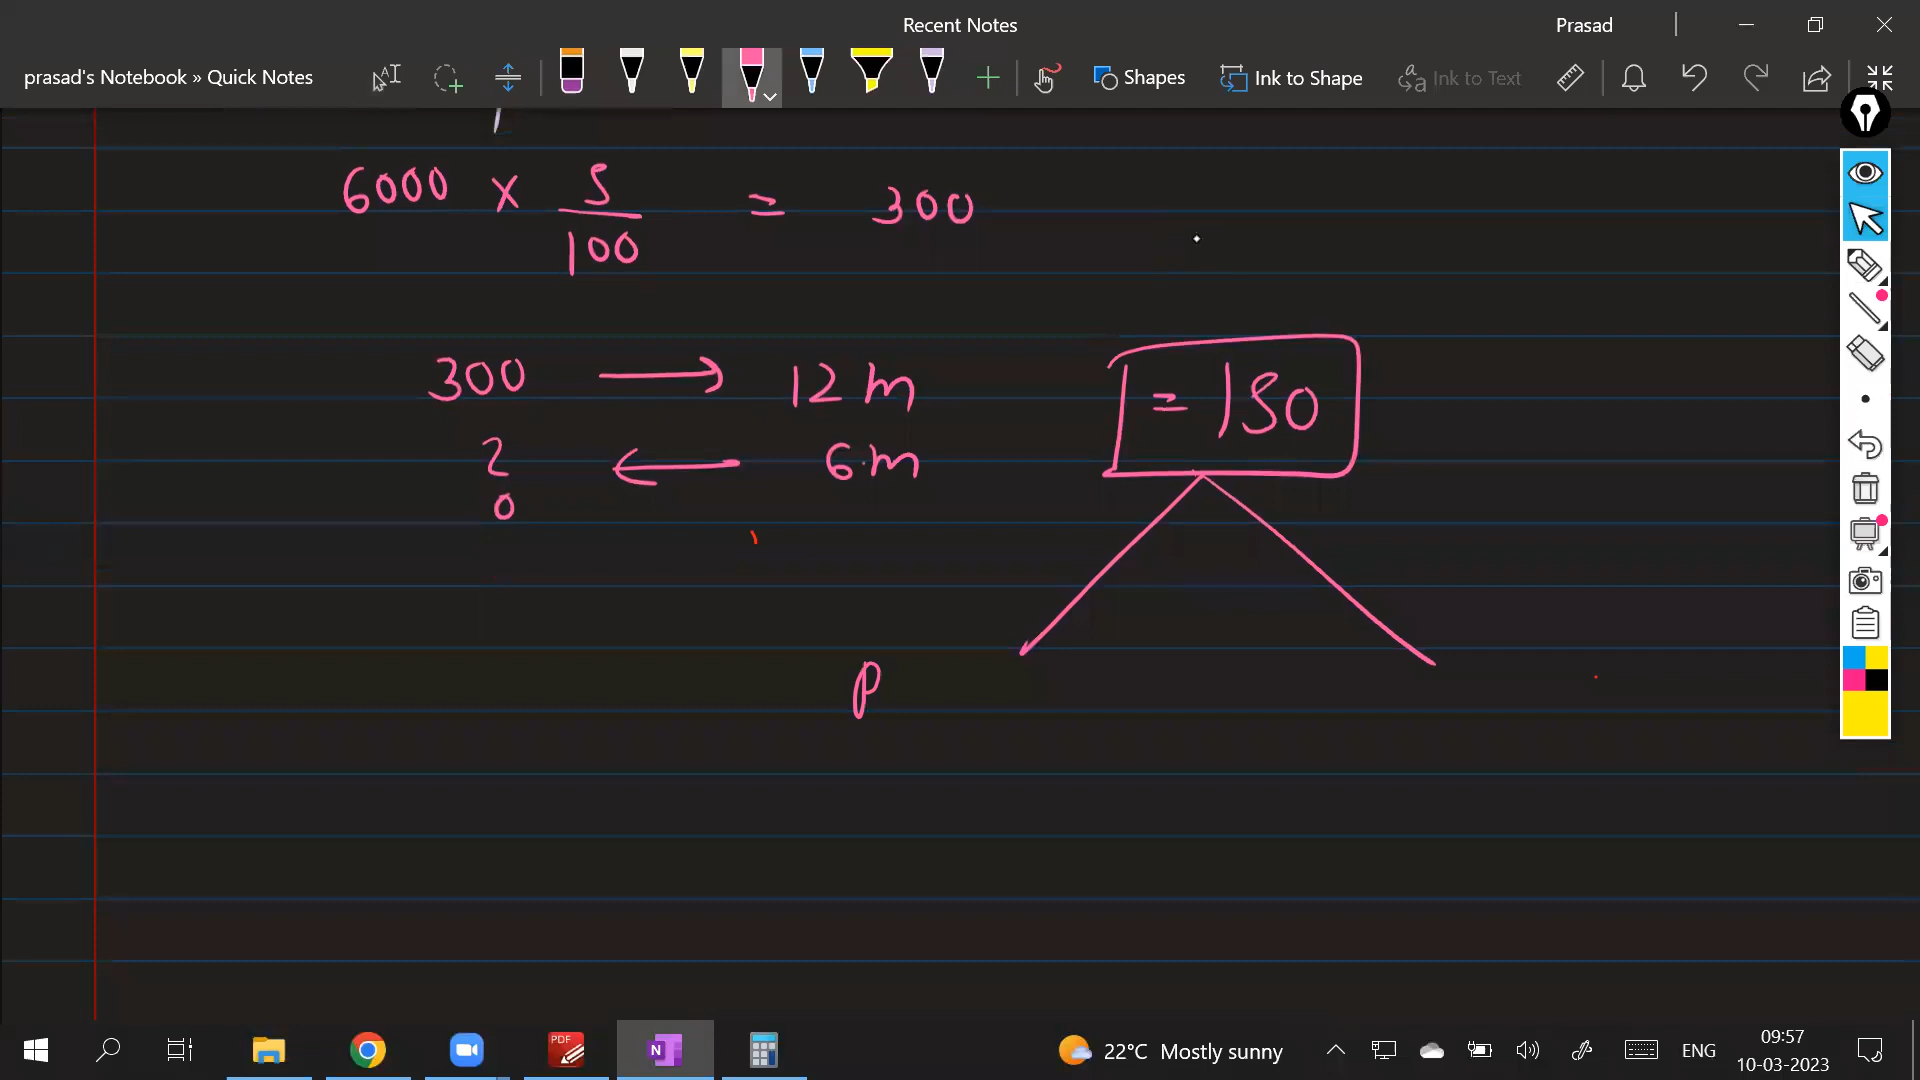 Recent Notes
Prasad
prasad's Notebook » Quick Notes
Shapes
Ink to Shape
Ink to Text
6000 x 5/100 = 300
300 → 12 m
= 150
2 ← 6 m
0
P
PDF
N
22°C Mostly sunny
ENG
09:57
10-03-2023